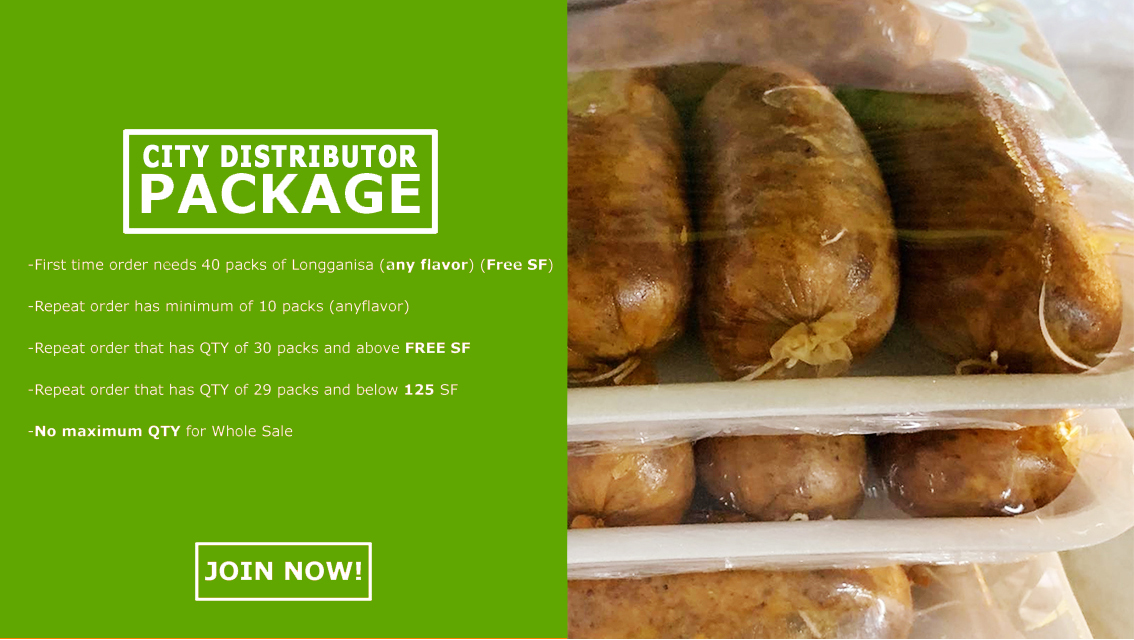 CITY DISTRIBUTOR
PACKAGE
-First time order needs 40 packs of Longganisa (any flavor) (Free SF)
-Repeat order has minimum of 10 packs (anyflavor)
-Repeat order that has QTY of 30 packs and above FREE SF
-Repeat order that has QTY of 29 packs and below 125 SF
-No maximum QTY for Whole Sale
JOIN NOW!